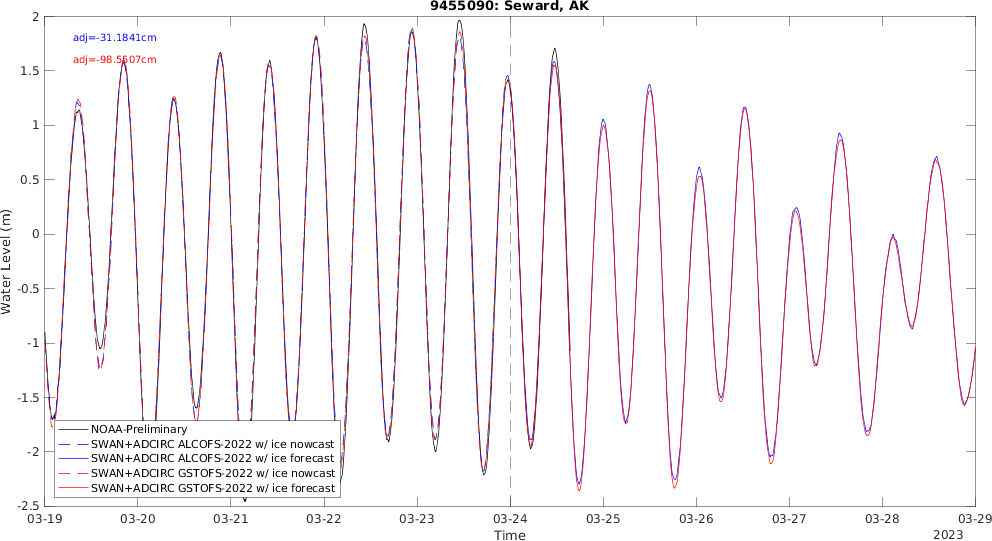 9455090: Seward, AK
adj=-31.1841cm
adj=-98.5507cm
Water Level (m)
2
1.5
1
0.5
0
-0.5
-1
-1.5
-2
-2.5
NOAA-Preliminary
SWAN+ADCIRC ALCOFS-2022 w/ ice nowcast
SWAN+ADCIRC ALCOFS-2022 w/ ice forecast
SWAN+ADCIRC GSTOFS-2022 w/ ice nowcast
SWAN+ADCIRC GSTOFS-2022 w/ ice forecast
03-19 03-20 03-21 03-22 03-23 03-24 03-25 03-26 03-27 03-28 03-29
Time
2023